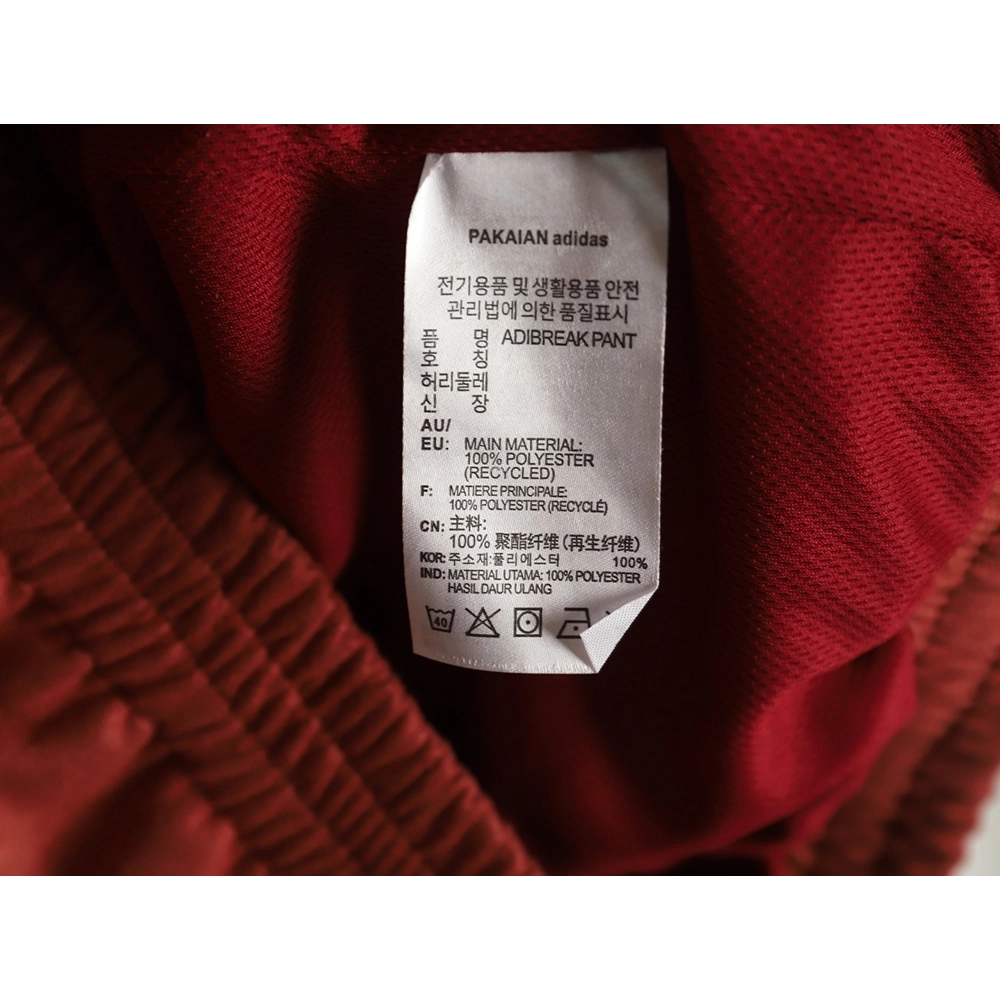 PAKAIAN adidas
전기용품 및 생활용품 안전
관리법에 의한 품질표시
품 명 ADIBREAK PANT
호 칭
허리둘레
신 장
AU/
EU: MAIN MATERIAL:
100% POLYESTER
(RECYCLED)
F: MATIERE PRINCIPALE:
100% POLYESTER (RECYCLÉ)
CN: 主料:
100% 聚酯纤维 (再生纤维)
KOR: 주소재:폴리에스터 100%
IND: MATERIAL UTAMA: 100% POLYESTER
HASIL DAUR ULANG
40